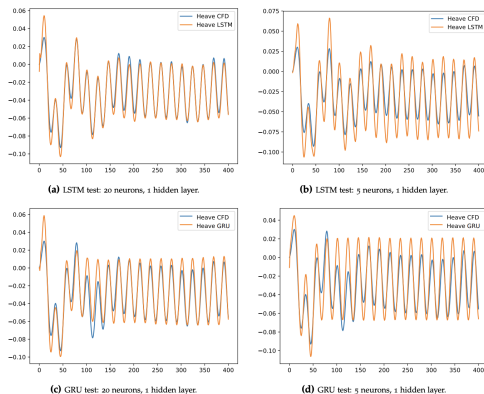 0.06
0.04
0.02
0.00
−0.02
−0.04
−0.06
−0.08
−0.10
0 50 100 150 200 250 300 350 400
Heave CFD
Heave LSTM
(a) LSTM test: 20 neurons, 1 hidden layer.
0.075
0.050
0.025
0.000
−0.025
−0.050
−0.075
−0.100
0 50 100 150 200 250 300 350 400
Heave CFD
Heave LSTM
(b) LSTM test: 5 neurons, 1 hidden layer.
0.06
0.04
0.02
0.00
−0.02
−0.04
−0.06
−0.08
−0.10
0 50 100 150 200 250 300 350 400
Heave CFD
Heave GRU
(c) GRU test: 20 neurons, 1 hidden layer.
0.04
0.02
0.00
−0.02
−0.04
−0.06
−0.08
−0.10
0 50 100 150 200 250 300 350 400
Heave CFD
Heave GRU
(d) GRU test: 5 neurons, 1 hidden layer.